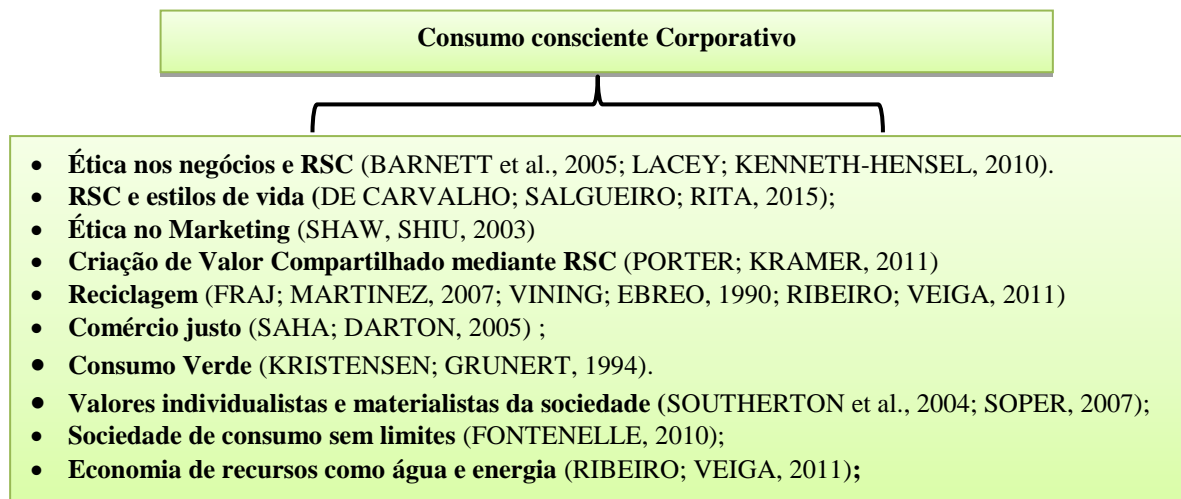 Consumo consciente Corporativo
• Ética nos negócios e RSC (BARNETT et al., 2005; LACEY; KENNETH-HENSEL, 2010).
• RSC e estilos de vida (DE CARVALHO; SALGUEIRO; RITA, 2015);
• Ética no Marketing (SHAW, SHIU, 2003)
• Criação de Valor Compartilhado mediante RSC (PORTER; KRAMER, 2011)
• Reciclagem (FRAJ; MARTINEZ, 2007; VINING; EBREO, 1990; RIBEIRO; VEIGA, 2011)
• Comércio justo (SAHA; DARTON, 2005) ;
• Consumo Verde (KRISTENSEN; GRUNERT, 1994).
• Valores individualistas e materialistas da sociedade (SOUTHERTON et al., 2004; SOPER, 2007);
• Sociedade de consumo sem limites (FONTENELLE, 2010);
• Economia de recursos como água e energia (RIBEIRO; VEIGA, 2011);